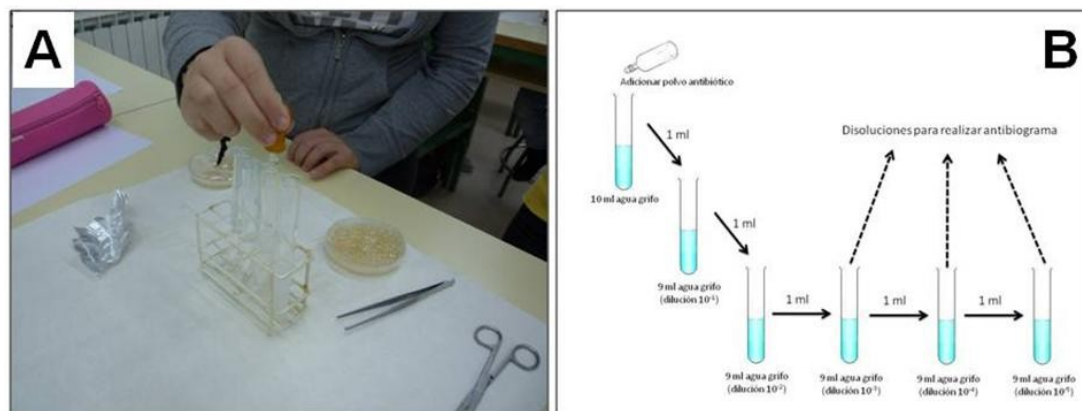 A
B
Adicionar polvo antibiótico
1 ml
Disoluciones para realizar antibiograma
10 ml agua grifo
1 ml
9 ml agua grifo
(dilución 10⁻¹)
1 ml
1 ml
1 ml
9 ml agua grifo
(dilución 10⁻²)
9 ml agua grifo
(dilución 10⁻³)
9 ml agua grifo
(dilución 10⁻⁴)
9 ml agua grifo
(dilución 10⁻⁵)